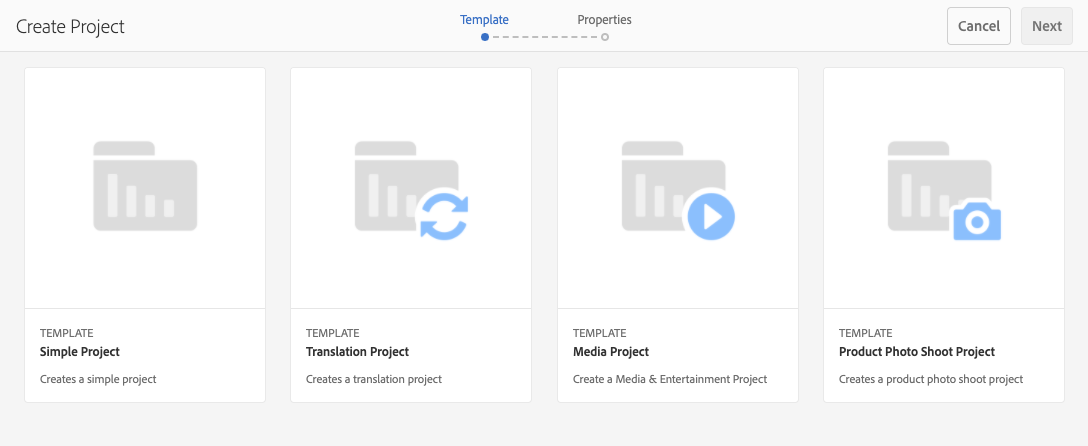 Create Project
Template
Properties
Cancel
Next
TEMPLATE
Simple Project
Creates a simple project
TEMPLATE
Translation Project
Creates a translation project
TEMPLATE
Media Project
Create a Media & Entertainment Project
TEMPLATE
Product Photo Shoot Project
Creates a product photo shoot project